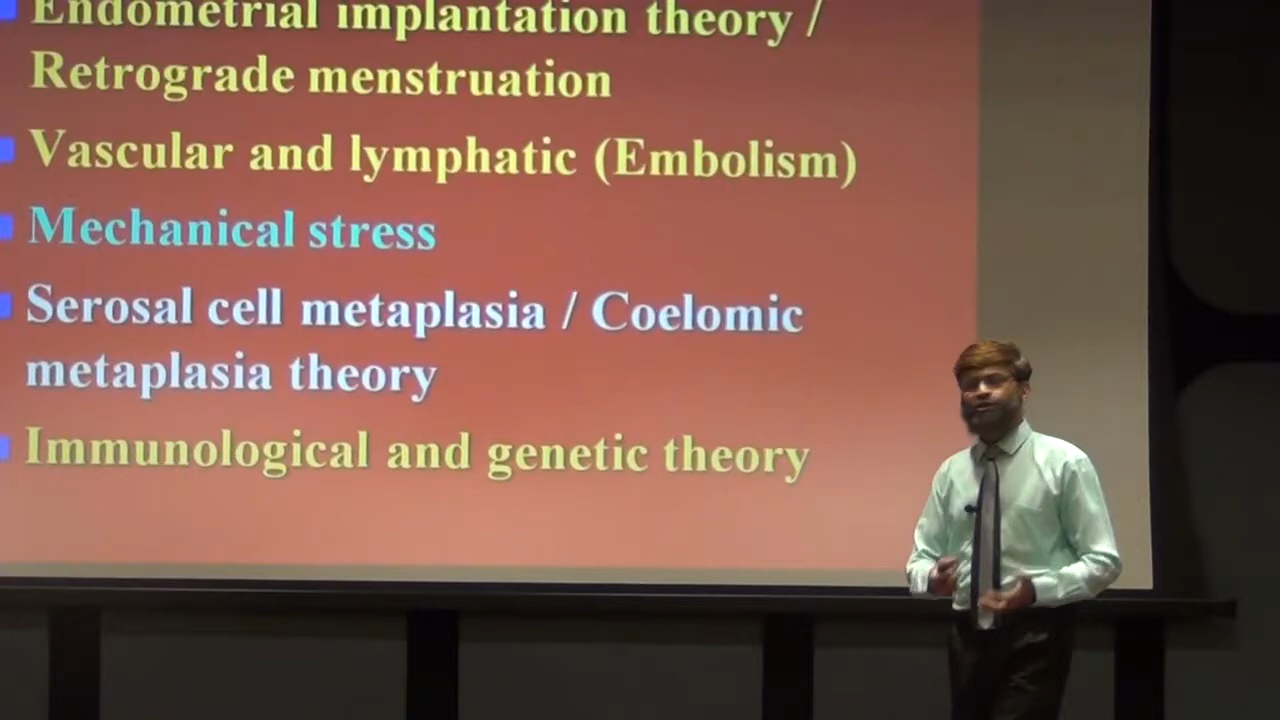 Endometrial implantation theory /
Retrograde menstruation
Vascular and lymphatic (Embolism)
Mechanical stress
Serosal cell metaplasia / Coelomic
metaplasia theory
Immunological and genetic theory